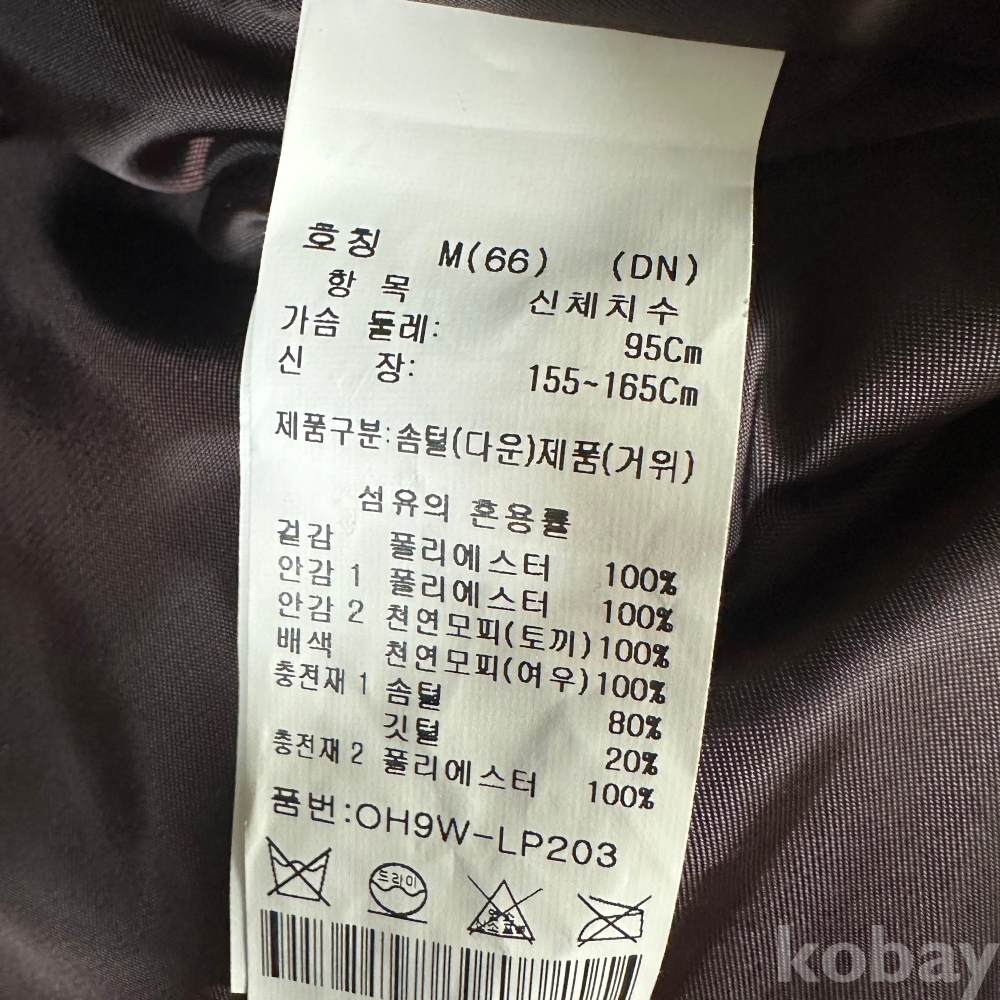 호칭 M(66) (DN)
항 목 신체치수
가슴 둘레: 95Cm
신 장: 155~165Cm
제품구분:솜털(다운)제품(거위)
섬유의 혼용률
겉감 폴리에스터 100%
안감 1 폴리에스터 100%
안감 2 천연모피(토끼) 100%
배색 천연모피(여우) 100%
충전재 1 솜털 80%
깃털 20%
충전재 2 폴리에스터 100%
품번:OH9W-LP203
드라이
kobay